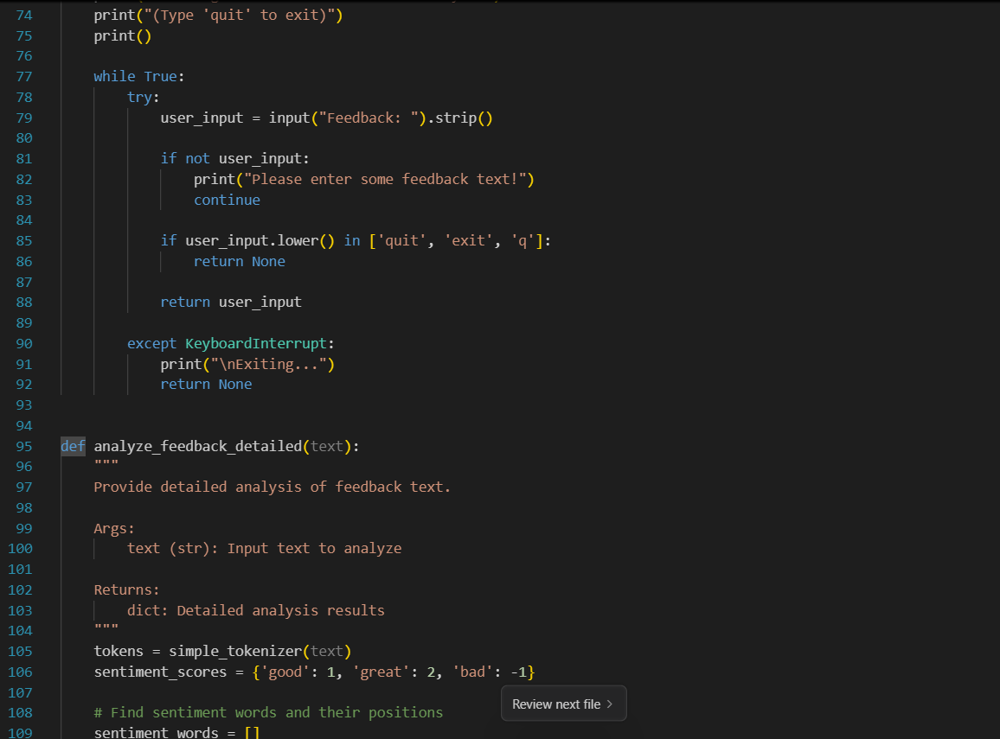 74 print("(Type 'quit' to exit)")
75 print()
76
77 while True:
78 try:
79 user_input = input("Feedback: ").strip()
80
81 if not user_input:
82 print("Please enter some feedback text!")
83 continue
84
85 if user_input.lower() in ['quit', 'exit', 'q']:
86 return None
87
88 return user_input
89
90 except KeyboardInterrupt:
91 print("\nExiting...")
92 return None
93
94
95 def analyze_feedback_detailed(text):
96 """
97 Provide detailed analysis of feedback text.
98
99 Args:
100 text (str): Input text to analyze
101
102 Returns:
103 dict: Detailed analysis results
104 """
105 tokens = simple_tokenizer(text)
106 sentiment_scores = {'good': 1, 'great': 2, 'bad': -1}
107
Review next file >
108 # Find sentiment words and their positions
109 sentiment_words = []